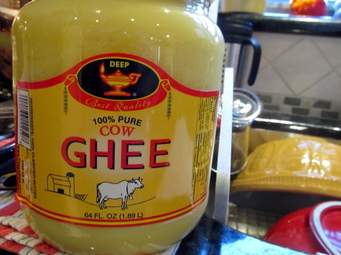 DEEP
Best Quality
100% PURE
COW
GHEE
64 FL. OZ (1.89 L)